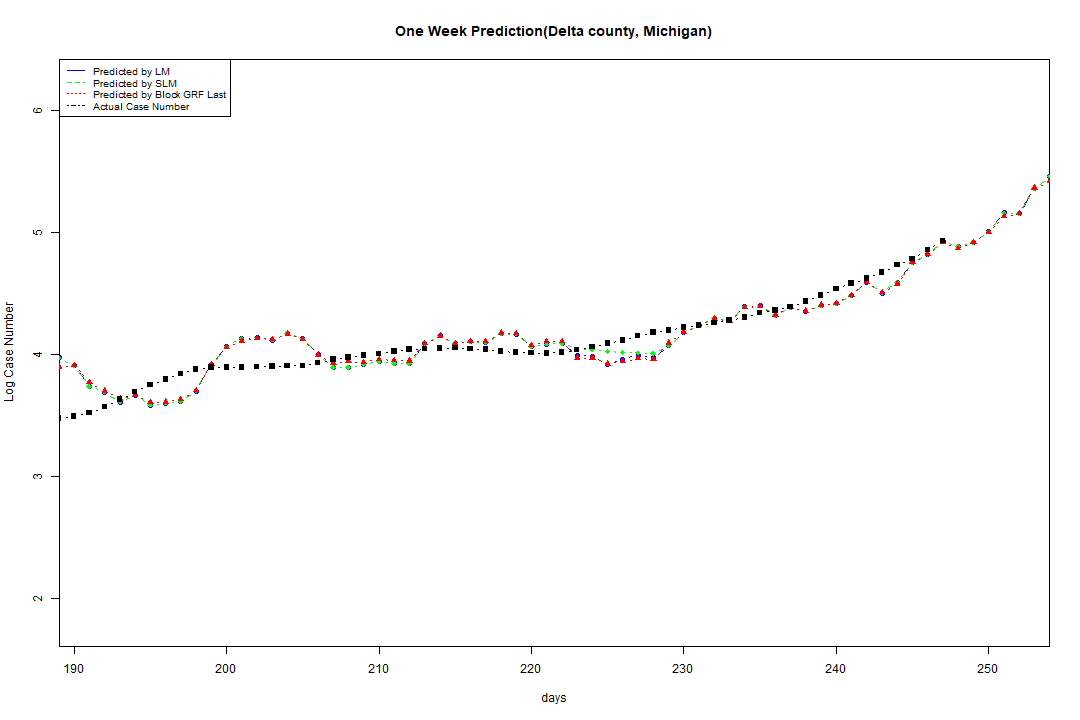 One Week Prediction(Delta county, Michigan)
Predicted by LM
Predicted by SLM
Predicted by Block GRF Last
Actual Case Number
Log Case Number
6
5
4
3
2
190 200 210 220 230 240 250
days